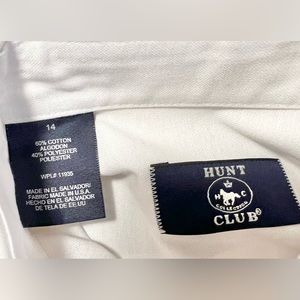 14
60% COTTON
ALGODON
40% POLYESTER
POLIESTER
WPL# 11935
MADE IN EL SALVADOR/
FABRIC MADE IN U.S.A.
HECHO EN EL SALVADOR/
DE TELA DE EE.UU
HUNT
H C
COLLECTION
CLUB®